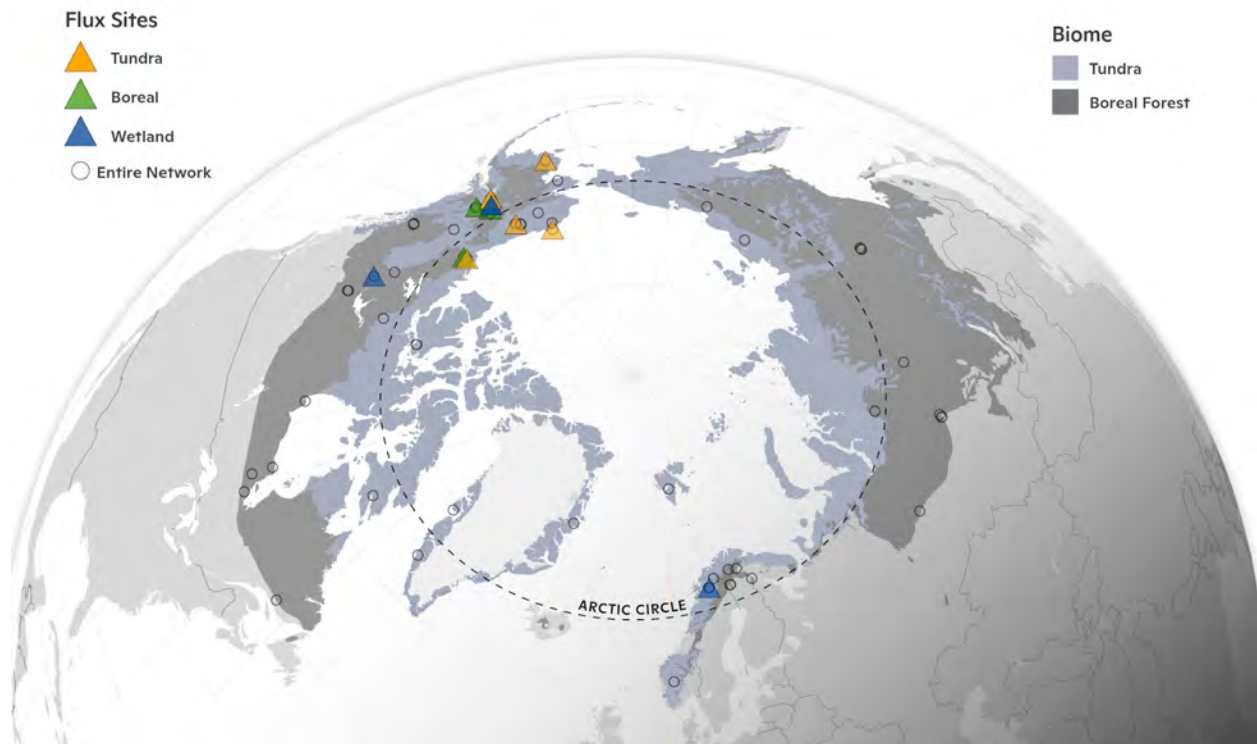 Flux Sites
Tundra
Boreal
Wetland
Entire Network
Biome
Tundra
Boreal Forest
ARCTIC CIRCLE